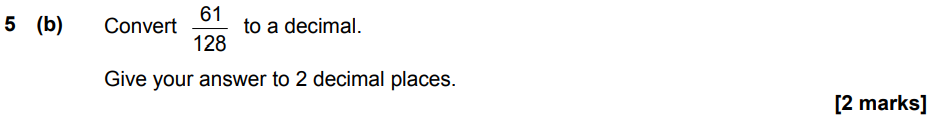 5 (b) Convert 61/128 to a decimal.
Give your answer to 2 decimal places.
[2 marks]